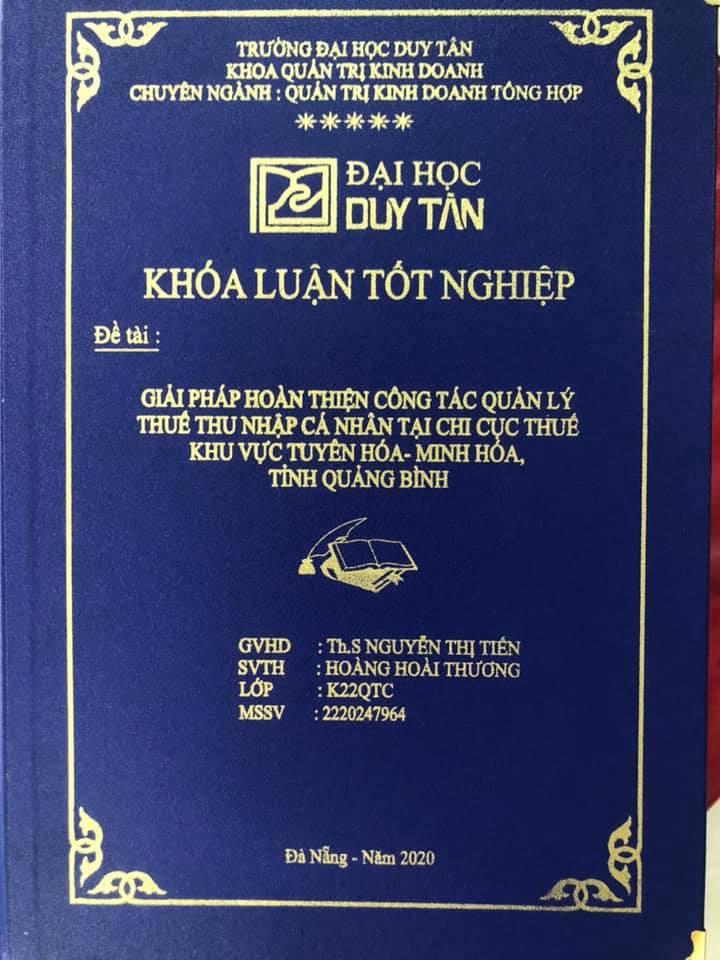 TRƯỜNG ĐẠI HỌC DUY TÂN
KHOA QUẢN TRỊ KINH DOANH
CHUYÊN NGÀNH : QUẢN TRỊ KINH DOANH TỔNG HỢP
ĐẠI HỌC
DUY TÂN
KHÓA LUẬN TỐT NGHIỆP
Đề tài :
GIẢI PHÁP HOÀN THIỆN CÔNG TÁC QUẢN LÝ
THUẾ THU NHẬP CÁ NHÂN TẠI CHI CỤC THUẾ
KHU VỰC TUYÊN HÓA- MINH HÓA,
TỈNH QUẢNG BÌNH
GVHD : Th.S NGUYỄN THỊ TIẾN
SVTH : HOÀNG HOÀI THƯƠNG
LỚP : K22QTC
MSSV : 2220247964
Đà Nẵng - Năm 2020